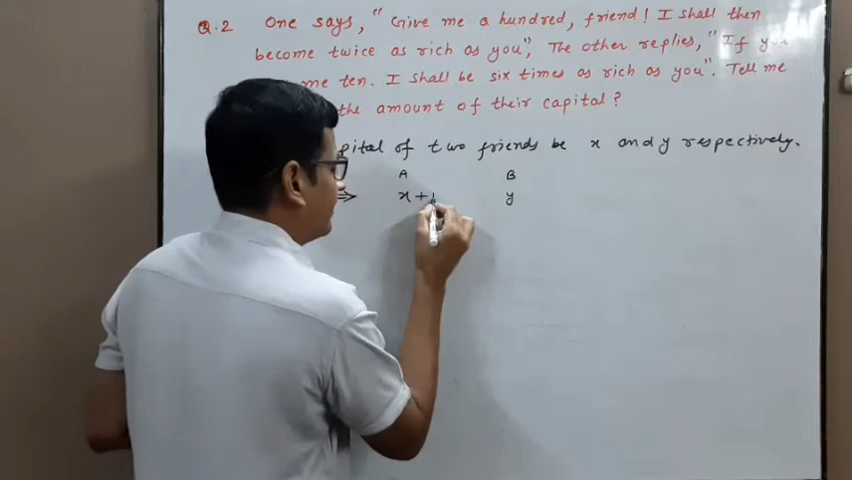 Q.2 One says, "Give me a hundred, friend! I shall then
become twice as rich as you", The other replies, "If
me ten. I shall be six times as rich as you". Tell me
the amount of their capital?
of two friends be x and y respectively.
A B
⇒ x + 1 y